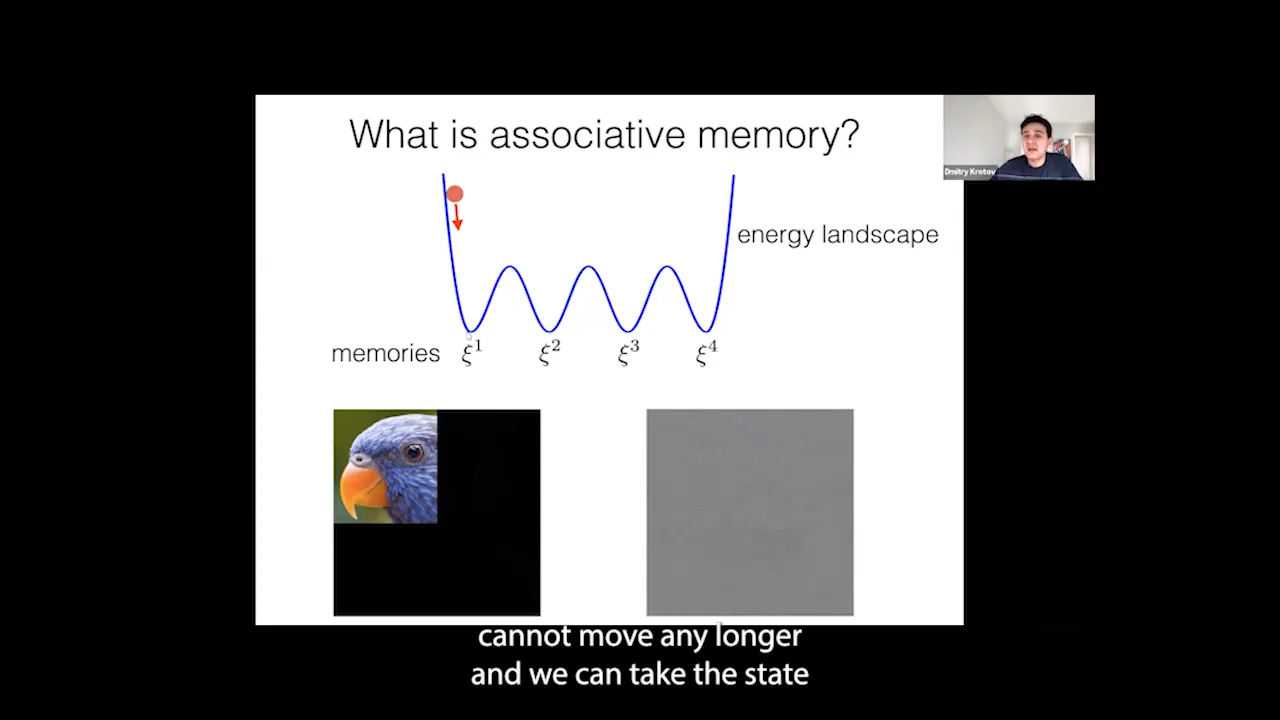 What is associative memory?
Dmitry Krotov
energy landscape
memories ξ¹ ξ² ξ³ ξ⁴
cannot move any longer
and we can take the state